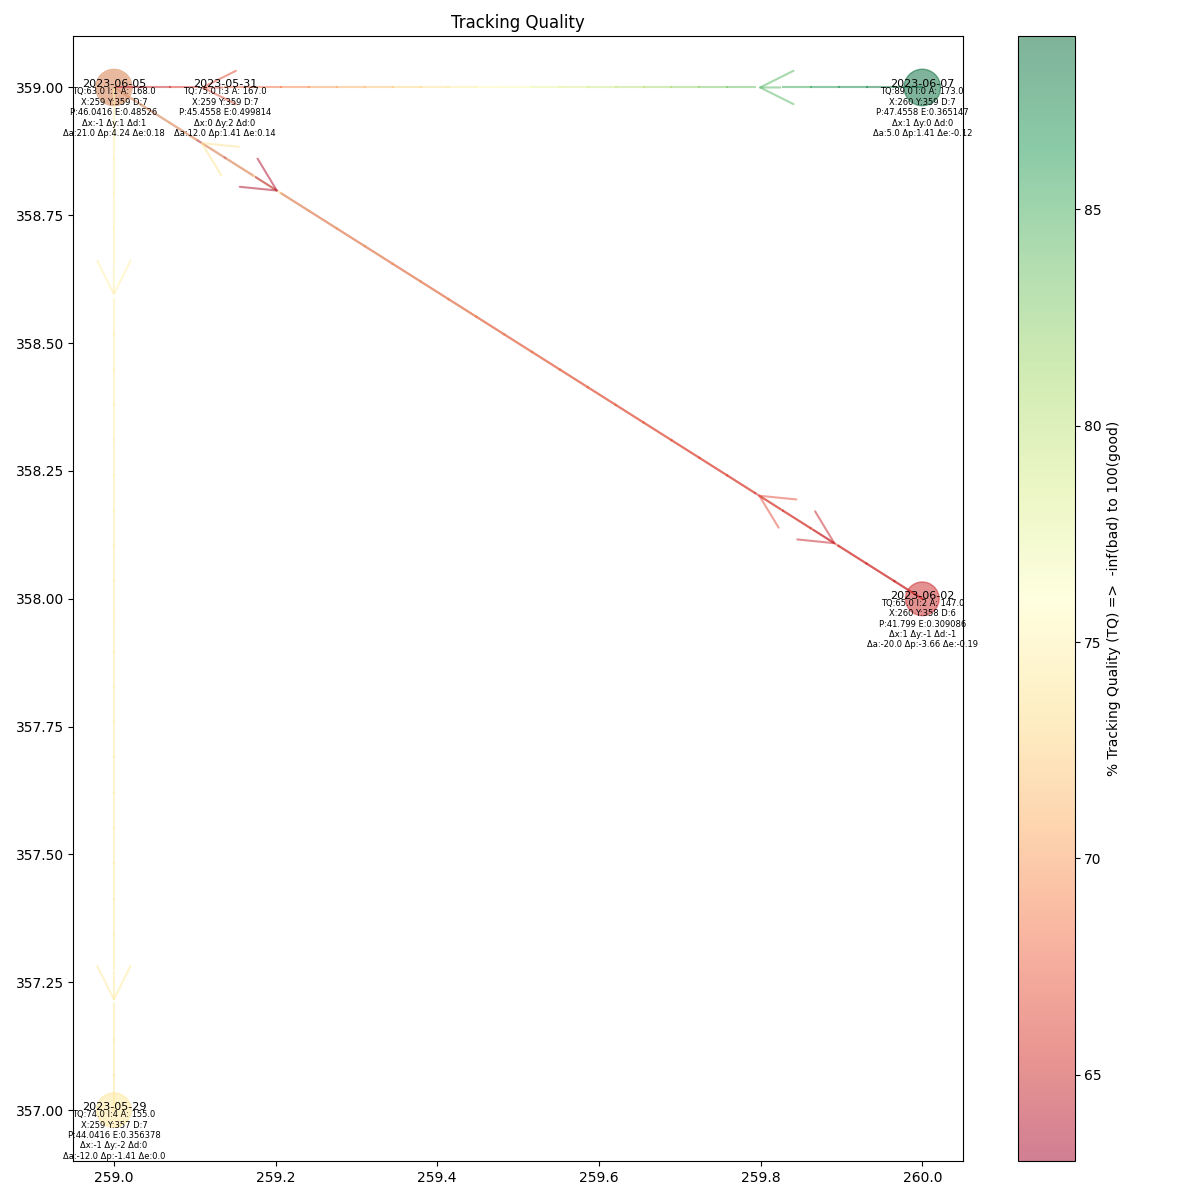 Tracking Quality
2023-06-05
TQ:63.0 I:1 A: 168.0
X:259 Y:359 D:7
P:46.0416 E:0.48526
Δx:-1 Δy:1 Δd:1
Δa:21.0 Δp:4.24 Δe:0.18
2023-05-31
TQ:75.0 I:3 A: 167.0
X:259 Y:359 D:7
P:45.4558 E:0.499814
Δx:0 Δy:2 Δd:0
Δa:12.0 Δp:1.41 Δe:0.14
2023-06-07
TQ:89.0 I:0 A: 173.0
X:260 Y:359 D:7
P:47.4558 E:0.365147
Δx:1 Δy:0 Δd:0
Δa:5.0 Δp:1.41 Δe:-0.12
2023-06-02
TQ:65.0 I:2 A: 147.0
X:260 Y:358 D:6
P:41.799 E:0.309086
Δx:1 Δy:-1 Δd:-1
Δa:-20.0 Δp:-3.66 Δe:-0.19
2023-05-29
TQ:74.0 I:4 A: 155.0
X:259 Y:357 D:7
P:44.0416 E:0.356378
Δx:-1 Δy:-2 Δd:0
Δa:-12.0 Δp:-1.41 Δe:0.0
359.00
358.75
358.50
358.25
358.00
357.75
357.50
357.25
357.00
259.0
259.2
259.4
259.6
259.8
260.0
85
80
75
70
65
% Tracking Quality (TQ) => -inf(bad) to 100(good)